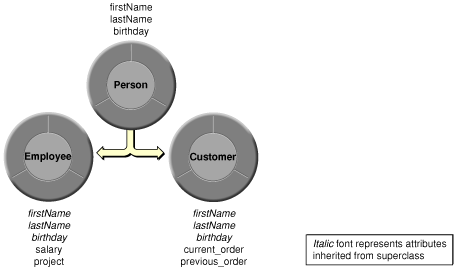 firstName
lastName
birthday
Person
Employee
Customer
firstName
lastName
birthday
salary
project
firstName
lastName
birthday
current_order
previous_order
Italic font represents attributes
inherited from superclass